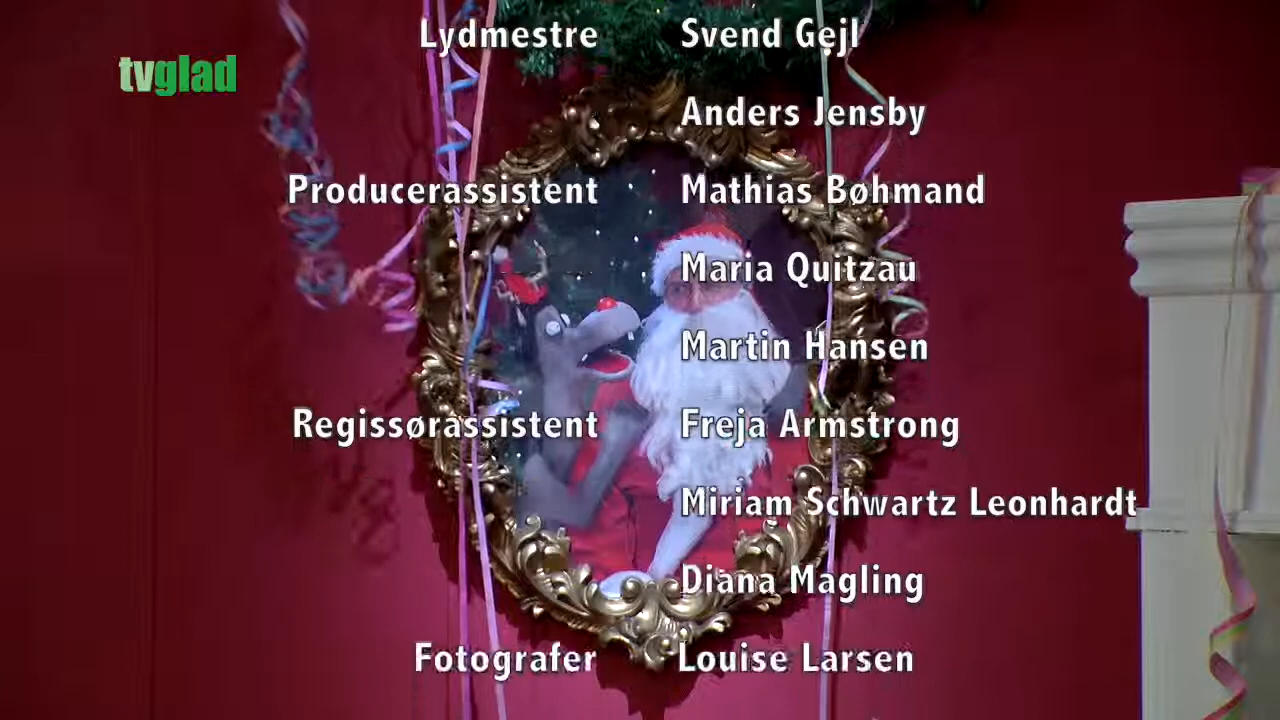 tvglad
Lydmestre Svend Gejl
Anders Jensby
Producerassistent Mathias Bøhmand
Maria Quitzau
Martin Hansen
Regissørassistent Freja Armstrong
Miriam Schwartz Leonhardt
Diana Magling
Fotografer Louise Larsen